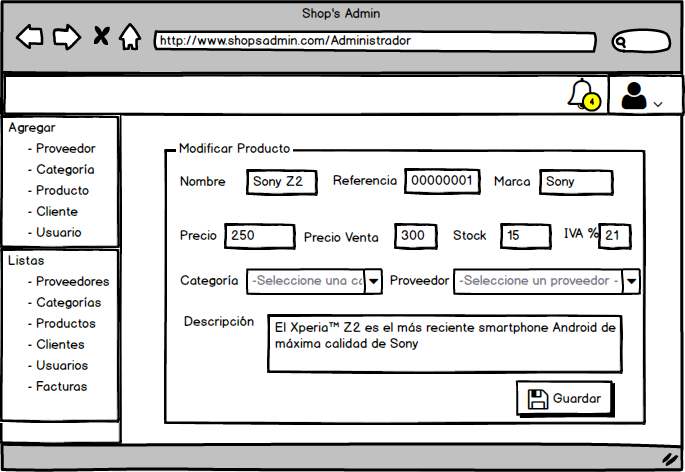 Shop's Admin
http://www.shopsadmin.com/Administrador
4
Agregar
- Proveedor
- Categoría
- Producto
- Cliente
- Usuario
Listas
- Proveedores
- Categorías
- Productos
- Clientes
- Usuarios
- Facturas
Modificar Producto
Nombre Sony Z2 Referencia 00000001 Marca Sony
Precio 250 Precio Venta 300 Stock 15 IVA % 21
Categoría -Seleccione una ca Proveedor -Seleccione un proveedor -
Descripción
El Xperia™ Z2 es el más reciente smartphone Android de
máxima calidad de Sony
Guardar